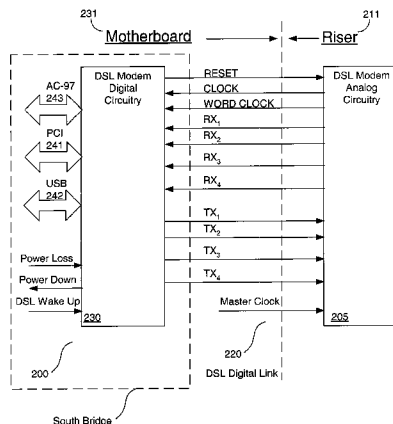 231
211
Motherboard
Riser
DSL Modem
Digital
Circuitry
DSL Modem
Analog
Circuitry
AC-97
243
PCI
241
USB
242
RESET
CLOCK
WORD CLOCK
RX1
RX2
RX3
RX4
TX1
TX2
TX3
TX4
Power Loss
Power Down
DSL Wake Up
Master Clock
230
205
200
220
DSL Digital Link
South Bridge